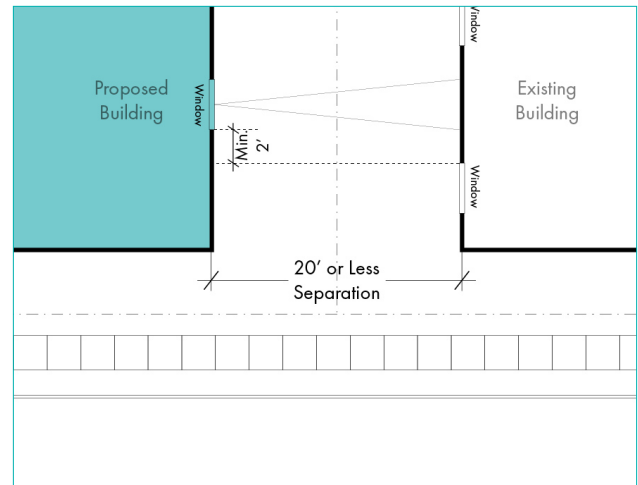 Window
Proposed
Building
Window
Existing
Building
Min.
2'
Window
20’ or Less
Separation